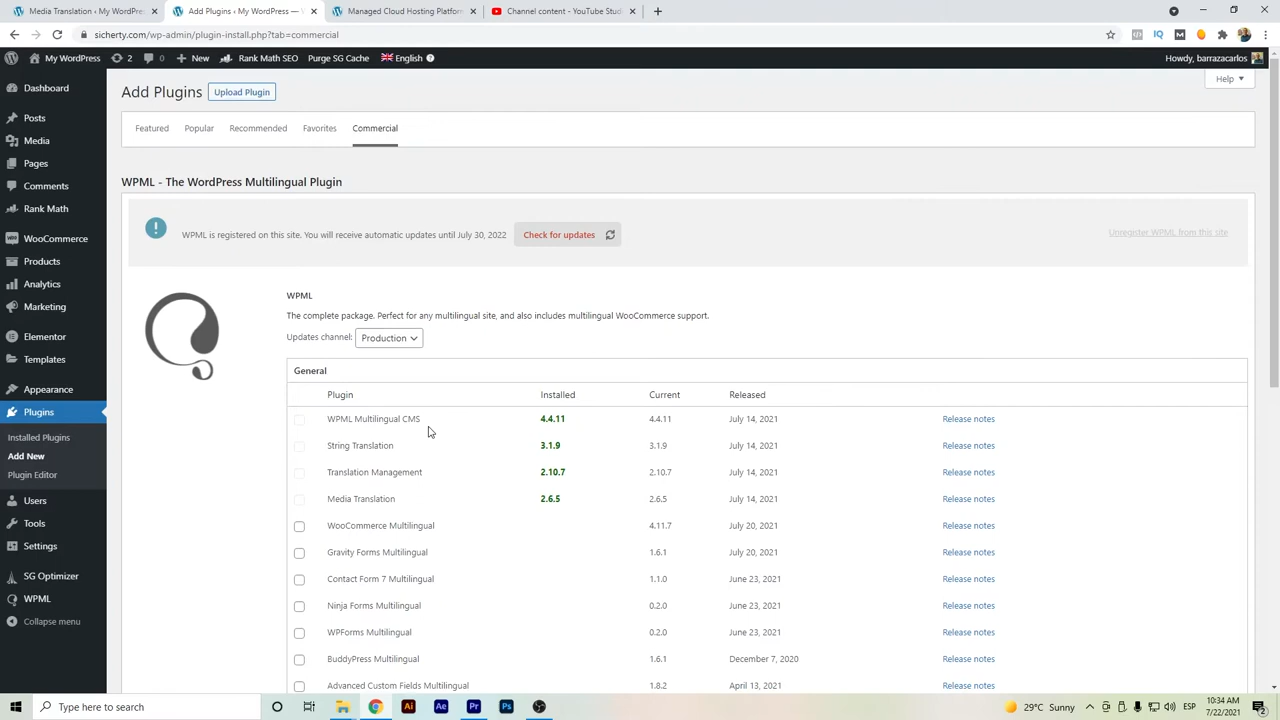 Media Translation ‹ My WordPress
Add Plugins ‹ My WordPress —
Managed Cloud Hosting Platform
Channel content - YouTube Stud
sicherty.com/wp-admin/plugin-install.php?tab=commercial
My WordPress 2 0 New Rank Math SEO Purge SG Cache English Howdy, barrazacarlos
Dashboard
Posts
Media
Pages
Comments
Rank Math
WooCommerce
Products
Analytics
Marketing
Elementor
Templates
Appearance
Plugins
Installed Plugins
Add New
Plugin Editor
Users
Tools
Settings
SG Optimizer
WPML
Collapse menu
Help
Add Plugins Upload Plugin
Featured Popular Recommended Favorites Commercial
WPML - The WordPress Multilingual Plugin
WPML is registered on this site. You will receive automatic updates until July 30, 2022 Check for updates Unregister WPML from this site
WPML
The complete package. Perfect for any multilingual site, and also includes multilingual WooCommerce support.
Updates channel: Production
General
Plugin Installed Current Released
WPML Multilingual CMS 4.4.11 4.4.11 July 14, 2021 Release notes
String Translation 3.1.9 3.1.9 July 14, 2021 Release notes
Translation Management 2.10.7 2.10.7 July 14, 2021 Release notes
Media Translation 2.6.5 2.6.5 July 14, 2021 Release notes
WooCommerce Multilingual 4.11.7 July 20, 2021 Release notes
Gravity Forms Multilingual 1.6.1 July 20, 2021 Release notes
Contact Form 7 Multilingual 1.1.0 June 23, 2021 Release notes
Ninja Forms Multilingual 0.2.0 June 23, 2021 Release notes
WPForms Multilingual 0.2.0 June 23, 2021 Release notes
BuddyPress Multilingual 1.6.1 December 7, 2020 Release notes
Advanced Custom Fields Multilingual 1.8.2 April 13, 2021 Release notes
Type here to search
Ai Ae Pr Ps
29°C Sunny
ESP
10:34 AM
7/22/2021
2